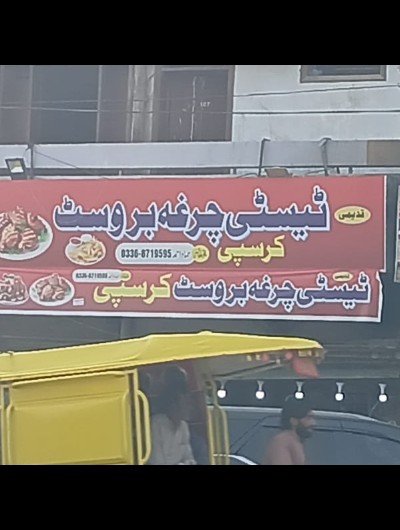 قدیمی ٹیسٹی چرغہ بروسٹ
کرسپی
0336-8719595
ٹیسٹی چرغہ بروسٹ کرسپی